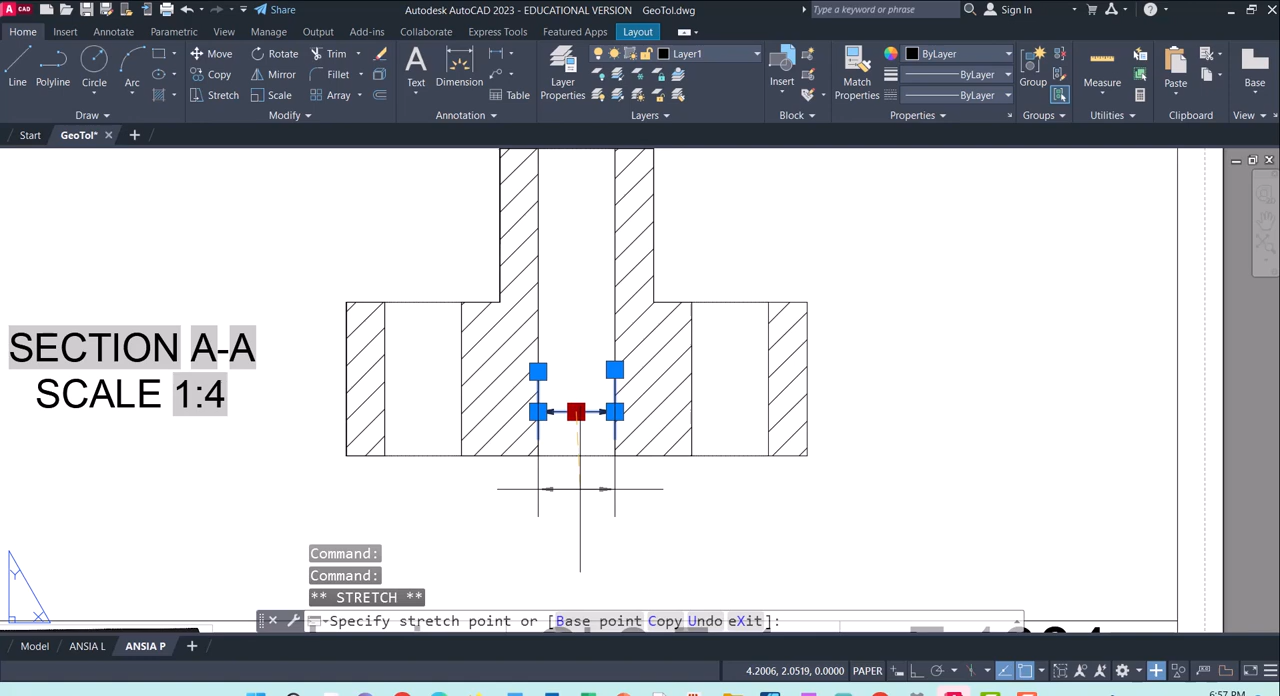 CAD
Share
Autodesk AutoCAD 2023 - EDUCATIONAL VERSION GeoTol.dwg
Type a keyword or phrase
Sign In
Home Insert Annotate Parametric View Manage Output Add-ins Collaborate Express Tools Featured Apps Layout
Line Polyline Circle Arc
Move Rotate Trim
Copy Mirror Fillet
Stretch Scale Array
Text Dimension
Table
Layer Properties
Layer1
Insert
Match Properties
ByLayer
ByLayer
ByLayer
Group
Measure
Paste
Base
Draw Modify Annotation Layers Block Properties Groups Utilities Clipboard View
Start GeoTol*
SECTION A-A
SCALE 1:4
Y
X
Command:
Command:
** STRETCH **
Specify stretch point or [Base point Copy Undo eXit]:
Model ANSIA L ANSIA P
4.2006, 2.0519, 0.0000 PAPER
6:57 PM